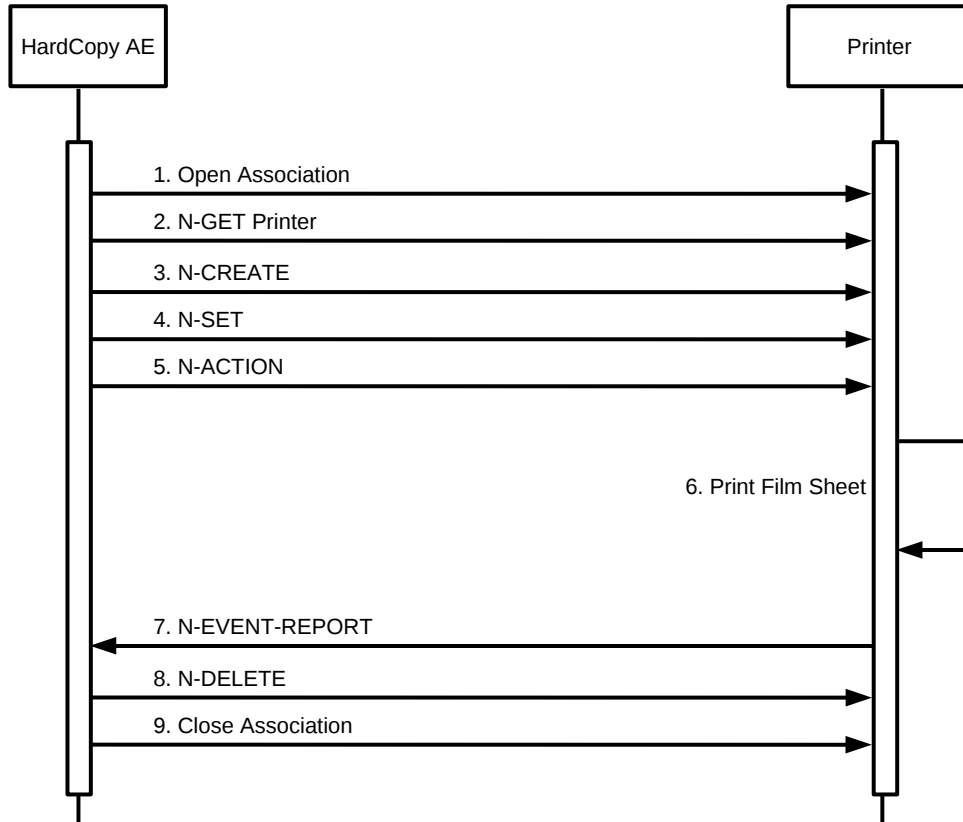 HardCopy AE
Printer
1. Open Association
2. N-GET Printer
3. N-CREATE
4. N-SET
5. N-ACTION
6. Print Film Sheet
7. N-EVENT-REPORT
8. N-DELETE
9. Close Association